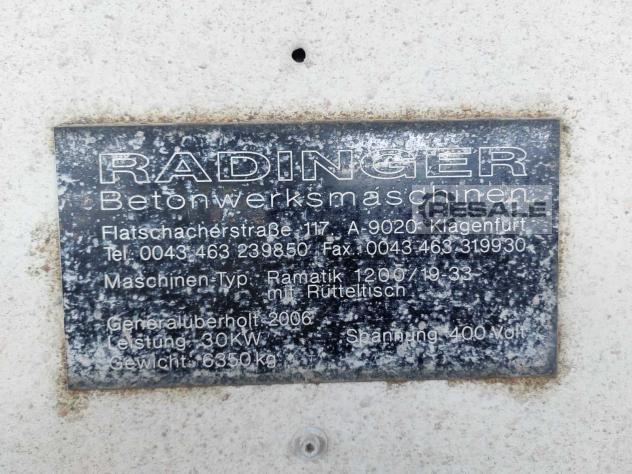 RADINGER
Betonwerksmaschinen
RESALE
Flatschacherstraße 117, A-9020 Klagenfurt
Tel. 0043 463 239850 Fax. 0043 463 319930
Maschinen-Typ: Ramatik 1200/19.33
mit Rütteltisch
Generalüberholt 2006
Leistung 30KW Spannung 400 Volt
Gewicht 6350kg